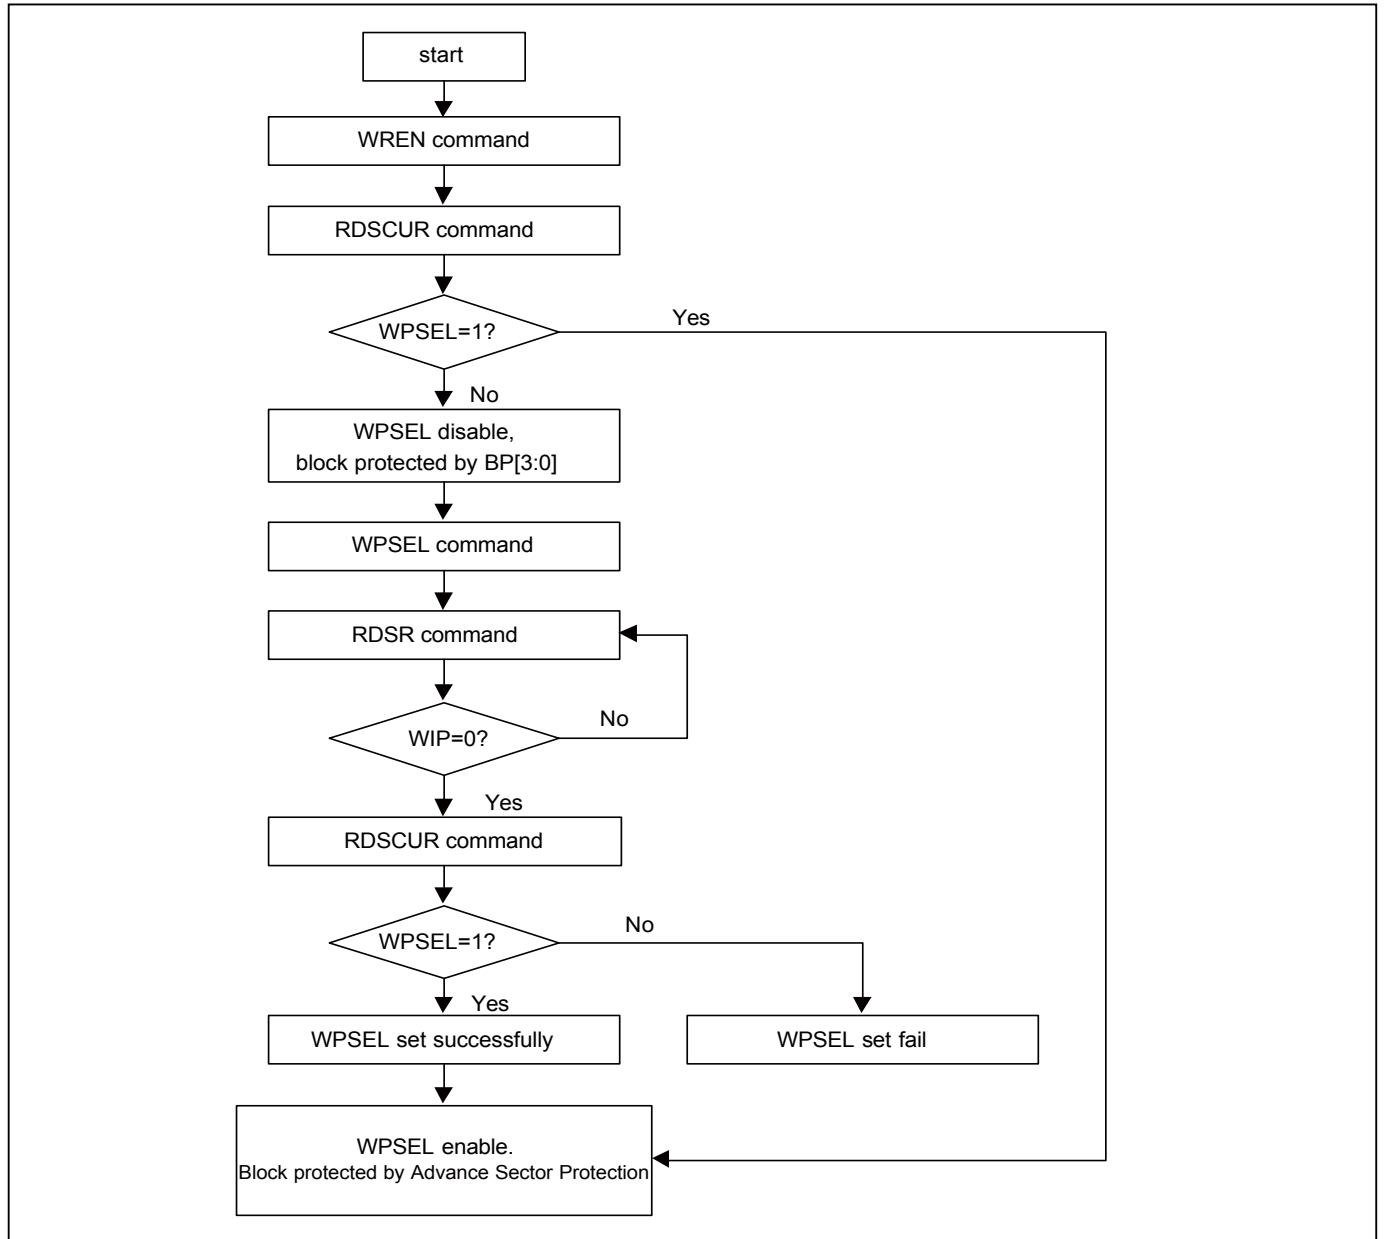 start
WREN command
RDSCUR command
WPSEL=1?
Yes
No
WPSEL disable,
block protected by BP[3:0]
WPSEL command
RDSR command
WIP=0?
No
Yes
RDSCUR command
WPSEL=1?
No
Yes
WPSEL set successfully
WPSEL set fail
WPSEL enable.
Block protected by Advance Sector Protection